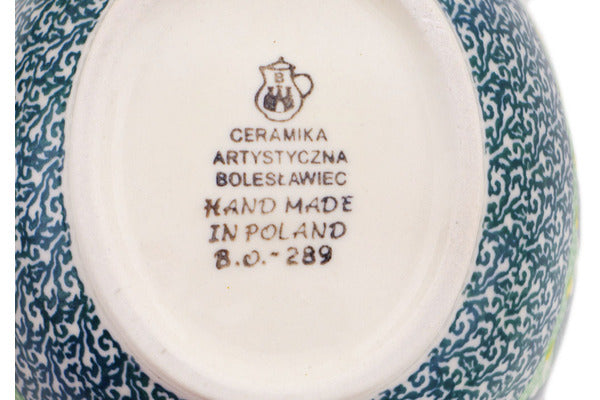 B
CERAMIKA
ARTYSTYCZNA
BOLESŁAWIEC
HAND MADE
IN POLAND
B.O.-289